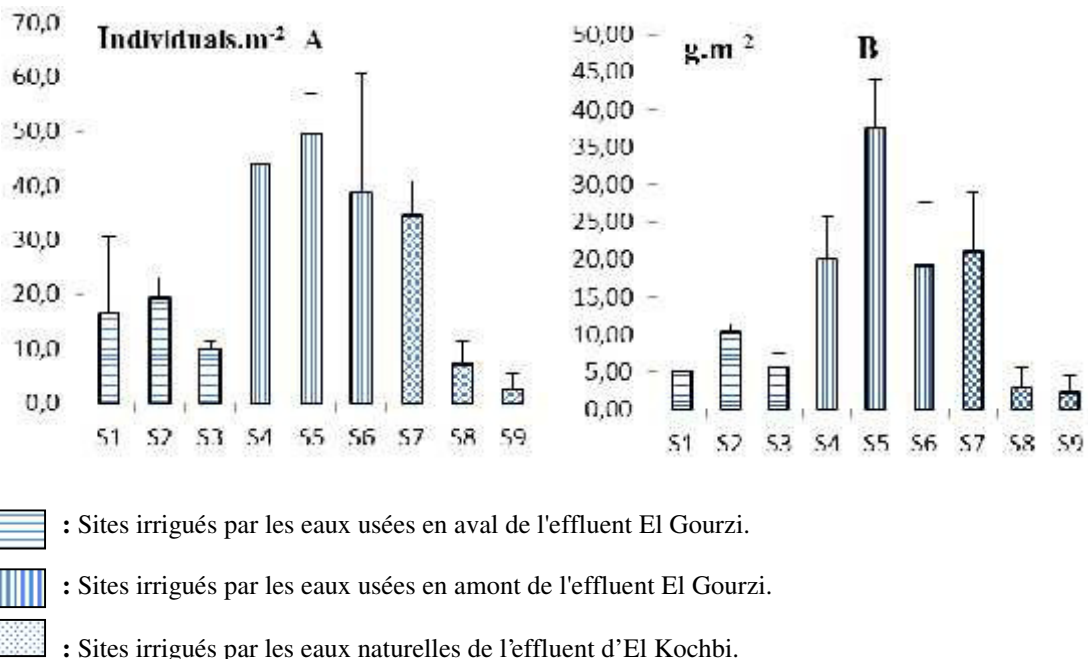 Individuals.m-2 A
70,0
60,0
50,0
40,0
30,0
20,0
10,0
0,0
S1 S2 S3 S4 S5 S6 S7 S8 S9
g.m 2 B
50,00
45,00
40,00
35,00
30,00
25,00
20,00
15,00
10,00
5,00
0,00
S1 S2 S3 S4 S5 S6 S7 S8 S9
: Sites irrigués par les eaux usées en aval de l'effluent El Gourzi.
: Sites irrigués par les eaux usées en amont de l'effluent El Gourzi.
: Sites irrigués par les eaux naturelles de l’effluent d’El Kochbi.